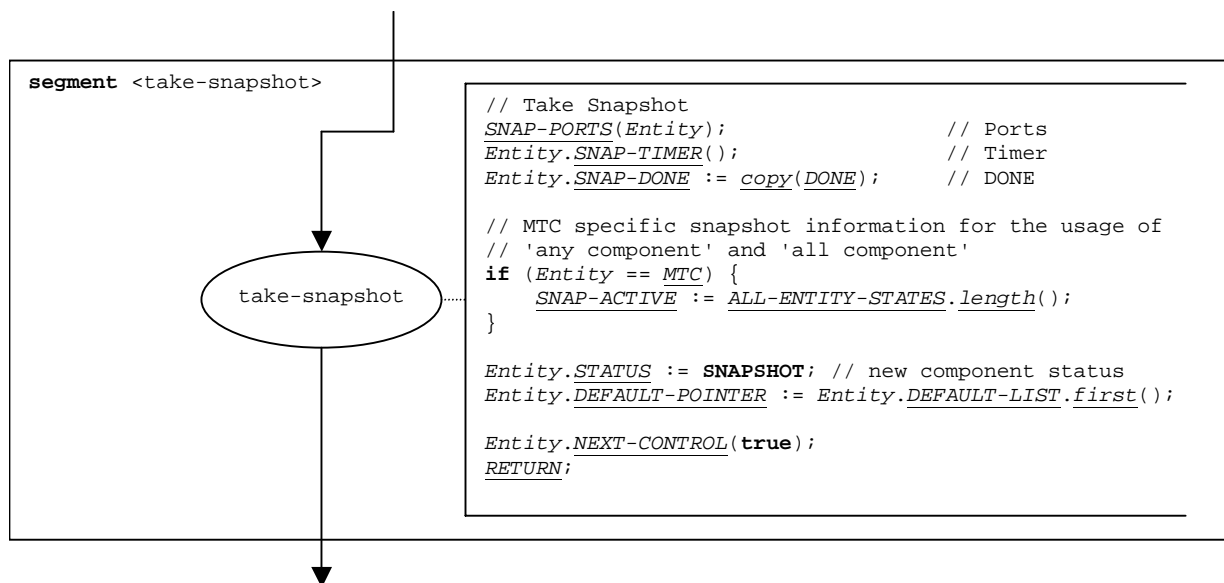 segment <take-snapshot>
// Take Snapshot
SNAP-PORTS(Entity); // Ports
Entity.SNAP-TIMER(); // Timer
Entity.SNAP-DONE := copy(DONE); // DONE
// MTC specific snapshot information for the usage of
// 'any component' and 'all component'
if (Entity == MTC) {
SNAP-ACTIVE := ALL-ENTITY-STATES.length();
}
Entity.STATUS := SNAPSHOT; // new component status
Entity.DEFAULT-POINTER := Entity.DEFAULT-LIST.first();
Entity.NEXT-CONTROL(true);
RETURN;
take-snapshot